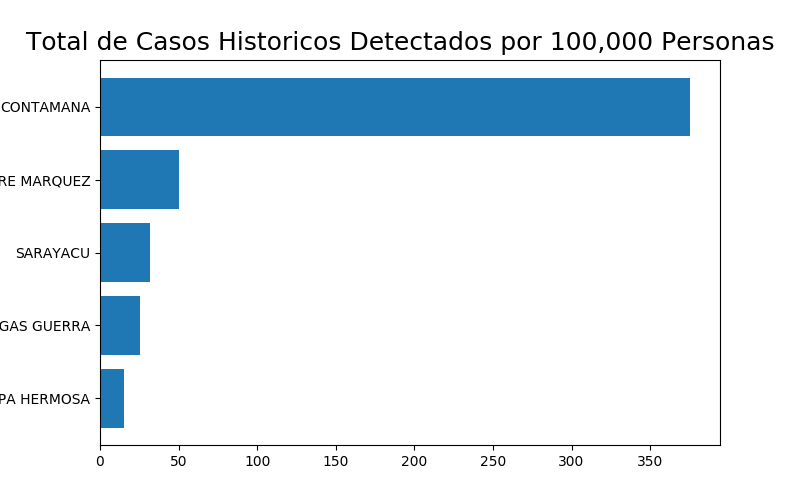 Total de Casos Historicos Detectados por 100,000 Personas
CONTAMANA
RE MARQUEZ
SARAYACU
GAS GUERRA
PA HERMOSA
0 50 100 150 200 250 300 350